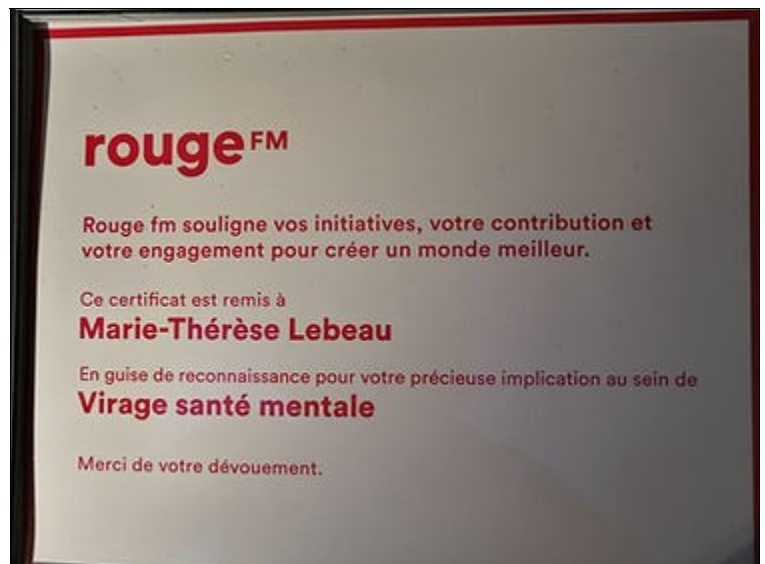 rouge FM
Rouge fm souligne vos initiatives, votre contribution et
votre engagement pour créer un monde meilleur.
Ce certificat est remis à
Marie-Thérèse Lebeau
En guise de reconnaissance pour votre précieuse implication au sein de
Virage santé mentale
Merci de votre dévouement.